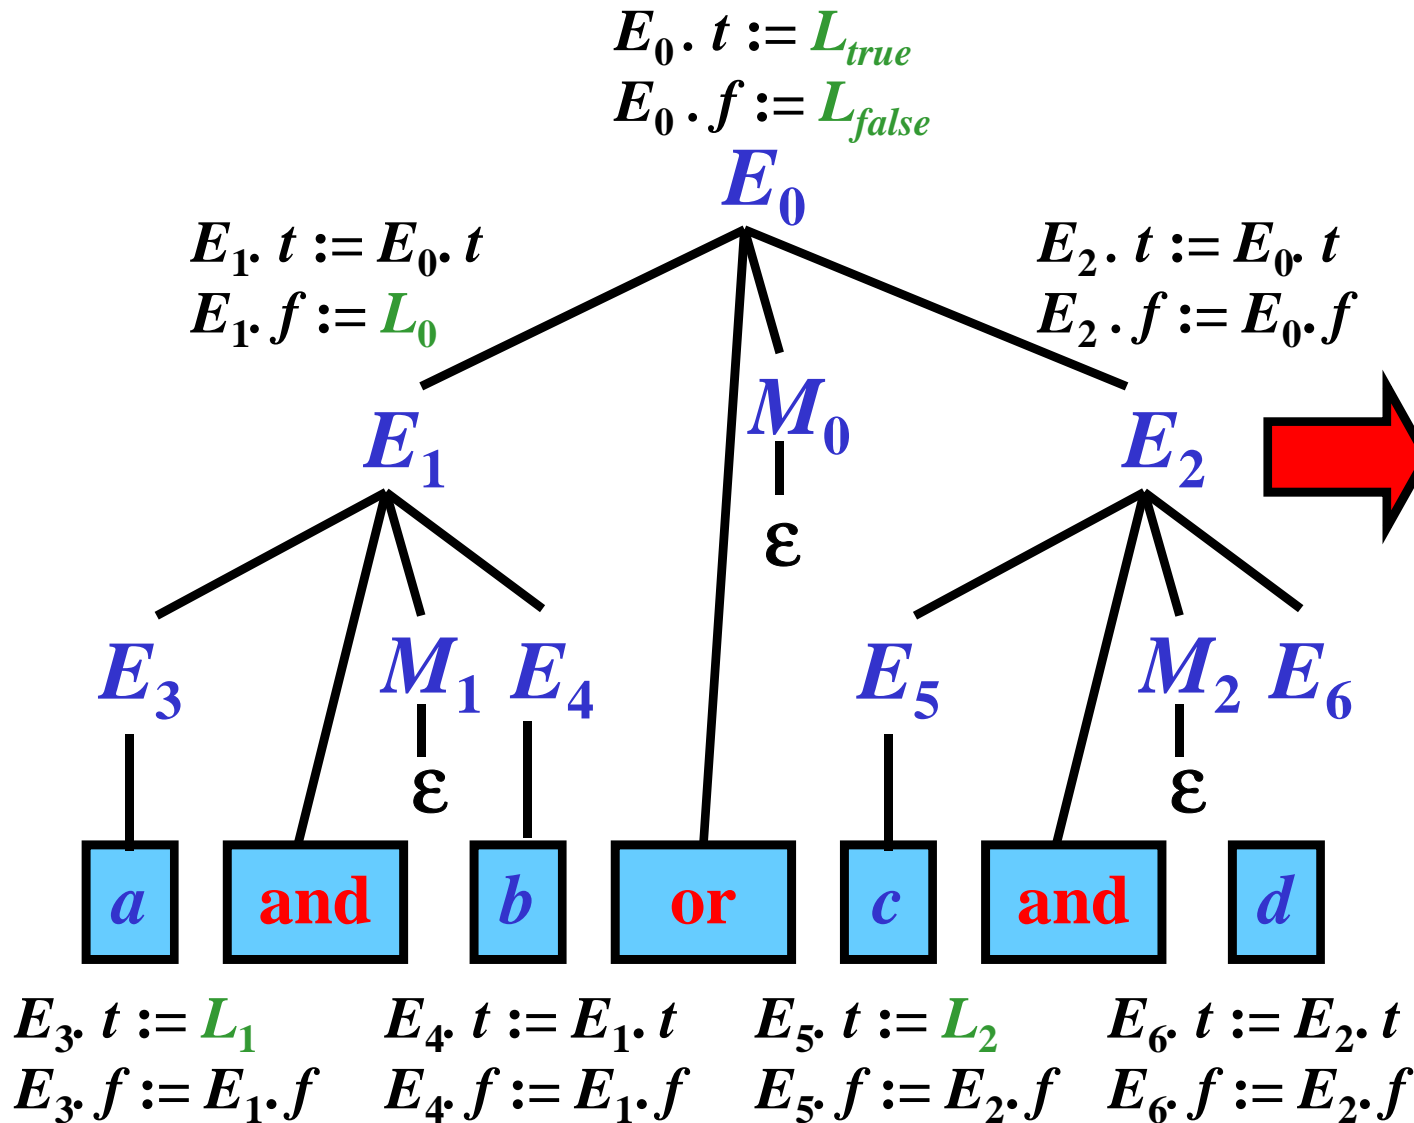 E₀. t := L_true
E₀. f := L_false
E₀
E₁. t := E₀. t
E₁. f := L₀
E₂. t := E₀. t
E₂. f := E₀. f
E₁
M₀
E₂
ε
E₃
M₁
E₄
E₅
M₂
E₆
ε
ε
a
and
b
or
c
and
d
E₃. t := L₁
E₃. f := E₁. f
E₄. t := E₁. t
E₄. f := E₁. f
E₅. t := L₂
E₅. f := E₂. f
E₆. t := E₂. t
E₆. f := E₂. f